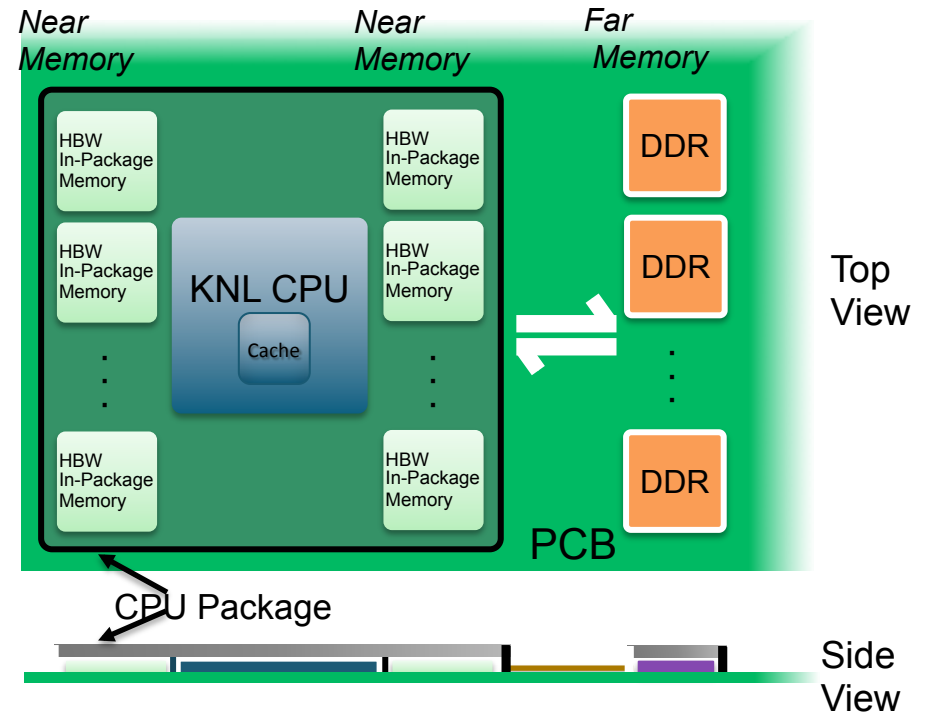 Near
Memory
Near
Memory
Far
Memory
HBW
In-Package
Memory
HBW
In-Package
Memory
DDR
HBW
In-Package
Memory
KNL CPU
Cache
HBW
In-Package
Memory
DDR
Top
View
HBW
In-Package
Memory
HBW
In-Package
Memory
DDR
PCB
CPU Package
Side
View